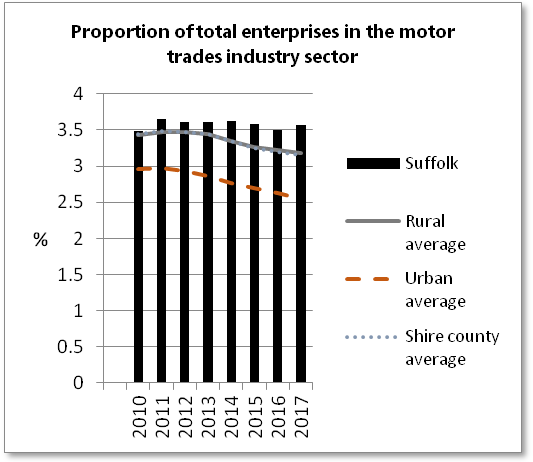 Proportion of total enterprises in the motor
trades industry sector
4
3.5
3
2.5
2
1.5
1
0.5
0
%
2010
2011
2012
2013
2014
2015
2016
2017
Suffolk
Rural
average
Urban
average
Shire county
average